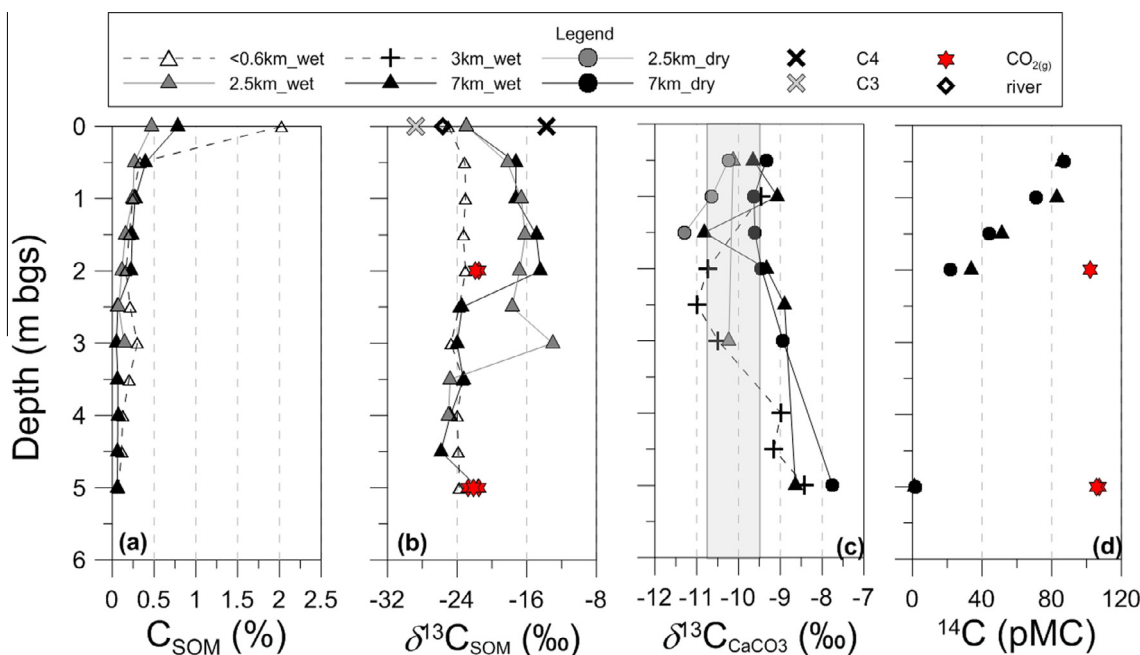 Legend
<0.6km_wet 3km_wet 2.5km_dry C4 CO2(g)
2.5km_wet 7km_wet 7km_dry C3 river
0
1
2
3
4
5
6
Depth (m bgs)
(a) (b) (c) (d)
0 0.5 1 1.5 2 2.5 -32 -24 -16 -8 -12 -11 -10 -9 -8 -7 0 40 80 120
CSOM (%) δ13CSOM (‰) δ13CCaCO3 (‰) 14C (pMC)